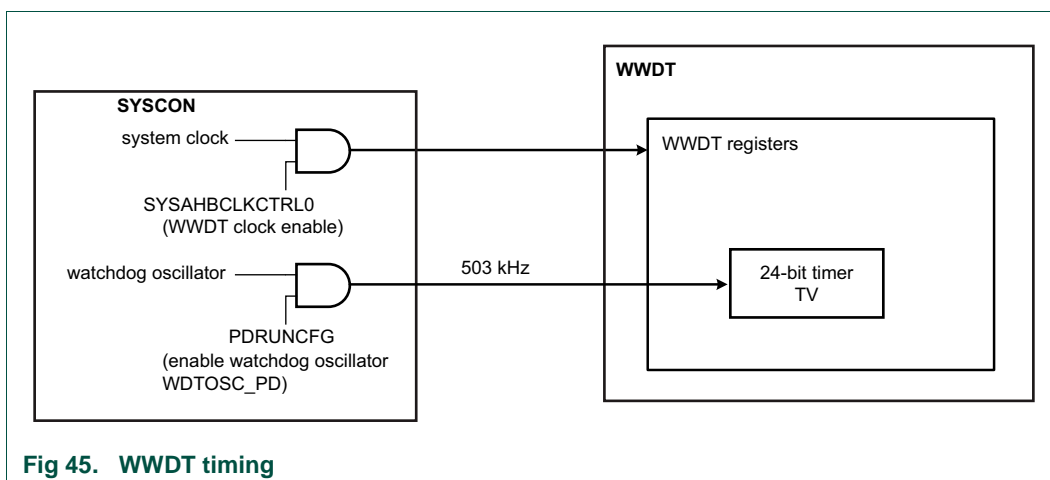 SYSCON
system clock
SYSAHBCLKCTRL0
(WWDT clock enable)
watchdog oscillator
PDRUNCFG
(enable watchdog oscillator
WDTOSC_PD)
503 kHz
WWDT
WWDT registers
24-bit timer
TV
Fig 45. WWDT timing